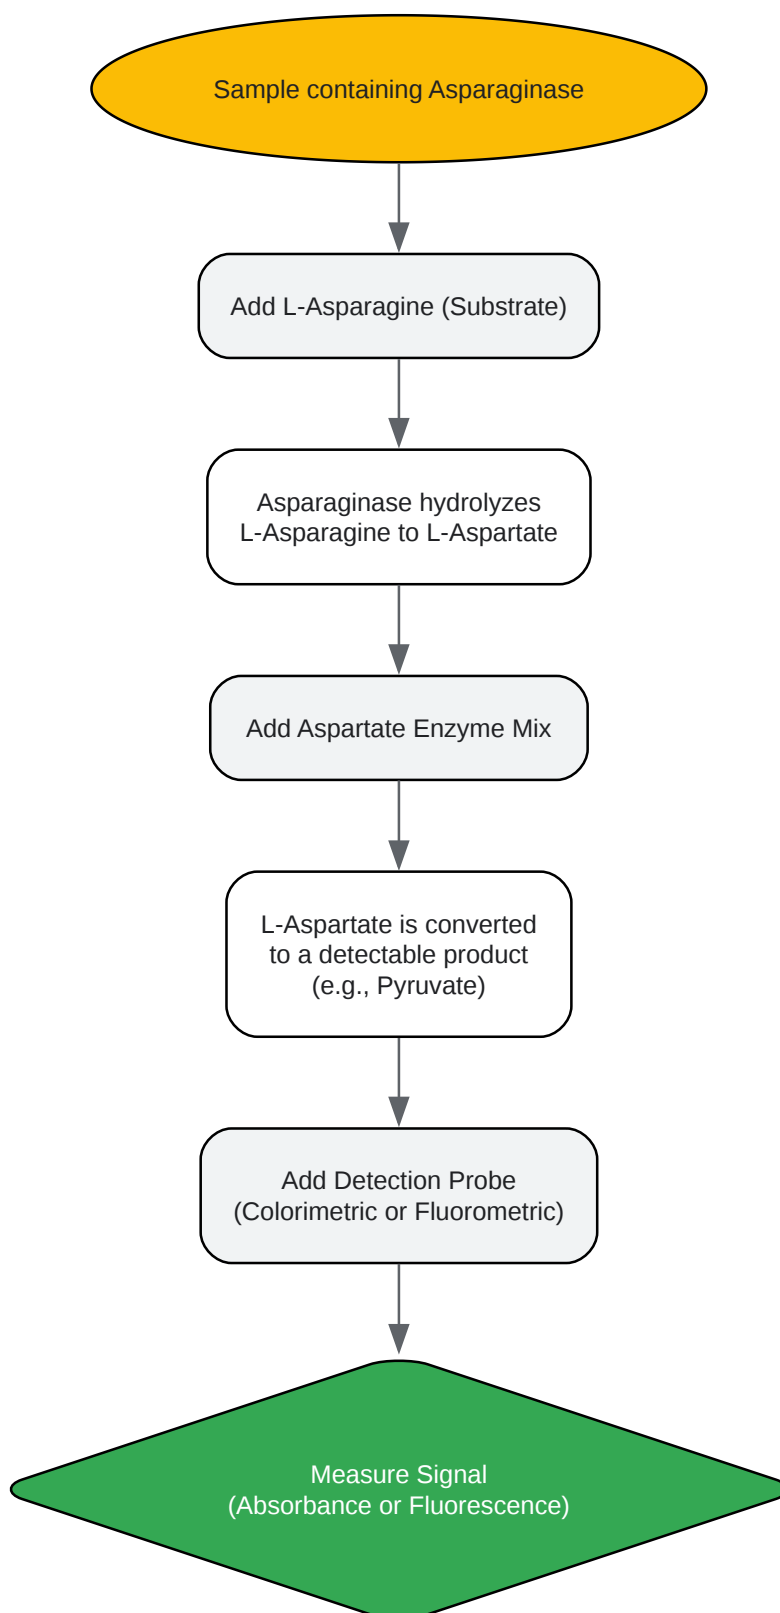 Sample containing Asparaginase
Add L-Asparagine (Substrate)
Asparaginase hydrolyzes
L-Asparagine to L-Aspartate
Add Aspartate Enzyme Mix
L-Aspartate is converted
to a detectable product
(e.g., Pyruvate)
Add Detection Probe
(Colorimetric or Fluorometric)
Measure Signal
(Absorbance or Fluorescence)